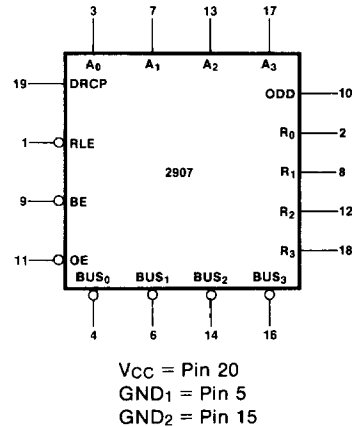 3 7 13 17
A₀ A₁ A₂ A₃
19 DRCP
ODD 10
R₀ 2
1 RLE
2907
R₁ 8
9 BE
R₂ 12
11 OE
R₃ 18
BUS₀ BUS₁ BUS₂ BUS₃
4 6 14 16
VCC = Pin 20
GND₁ = Pin 5
GND₂ = Pin 15